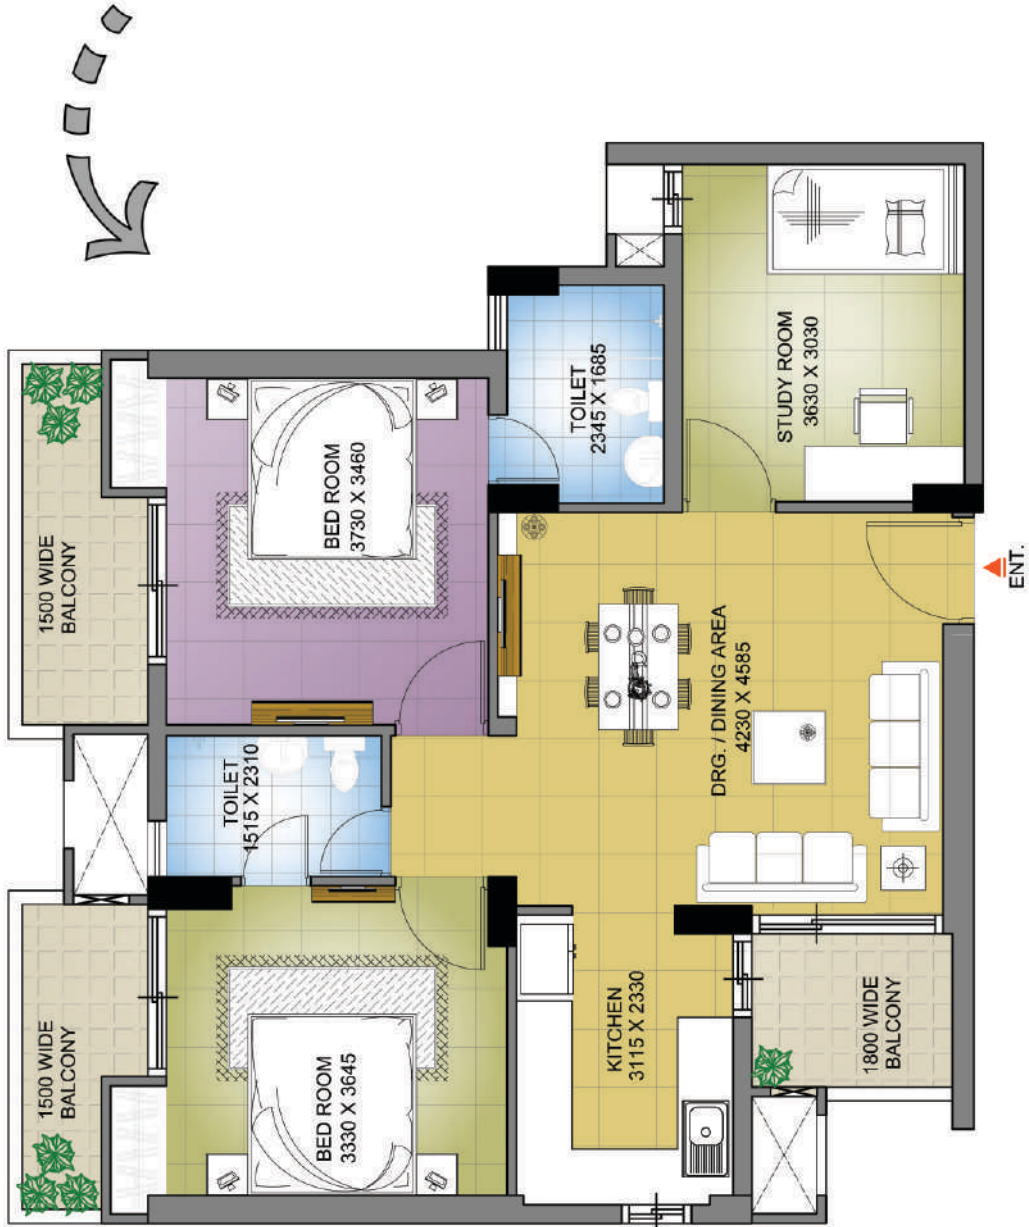 1500 WIDE
BALCONY
BED ROOM
3730 X 3460
TOILET
2345 X 1685
STUDY ROOM
3630 X 3030
TOILET
1515 X 2310
DRG. / DINING AREA
4230 X 4585
ENT.
1500 WIDE
BALCONY
BED ROOM
3330 X 3645
KITCHEN
3115 X 2330
1800 WIDE
BALCONY